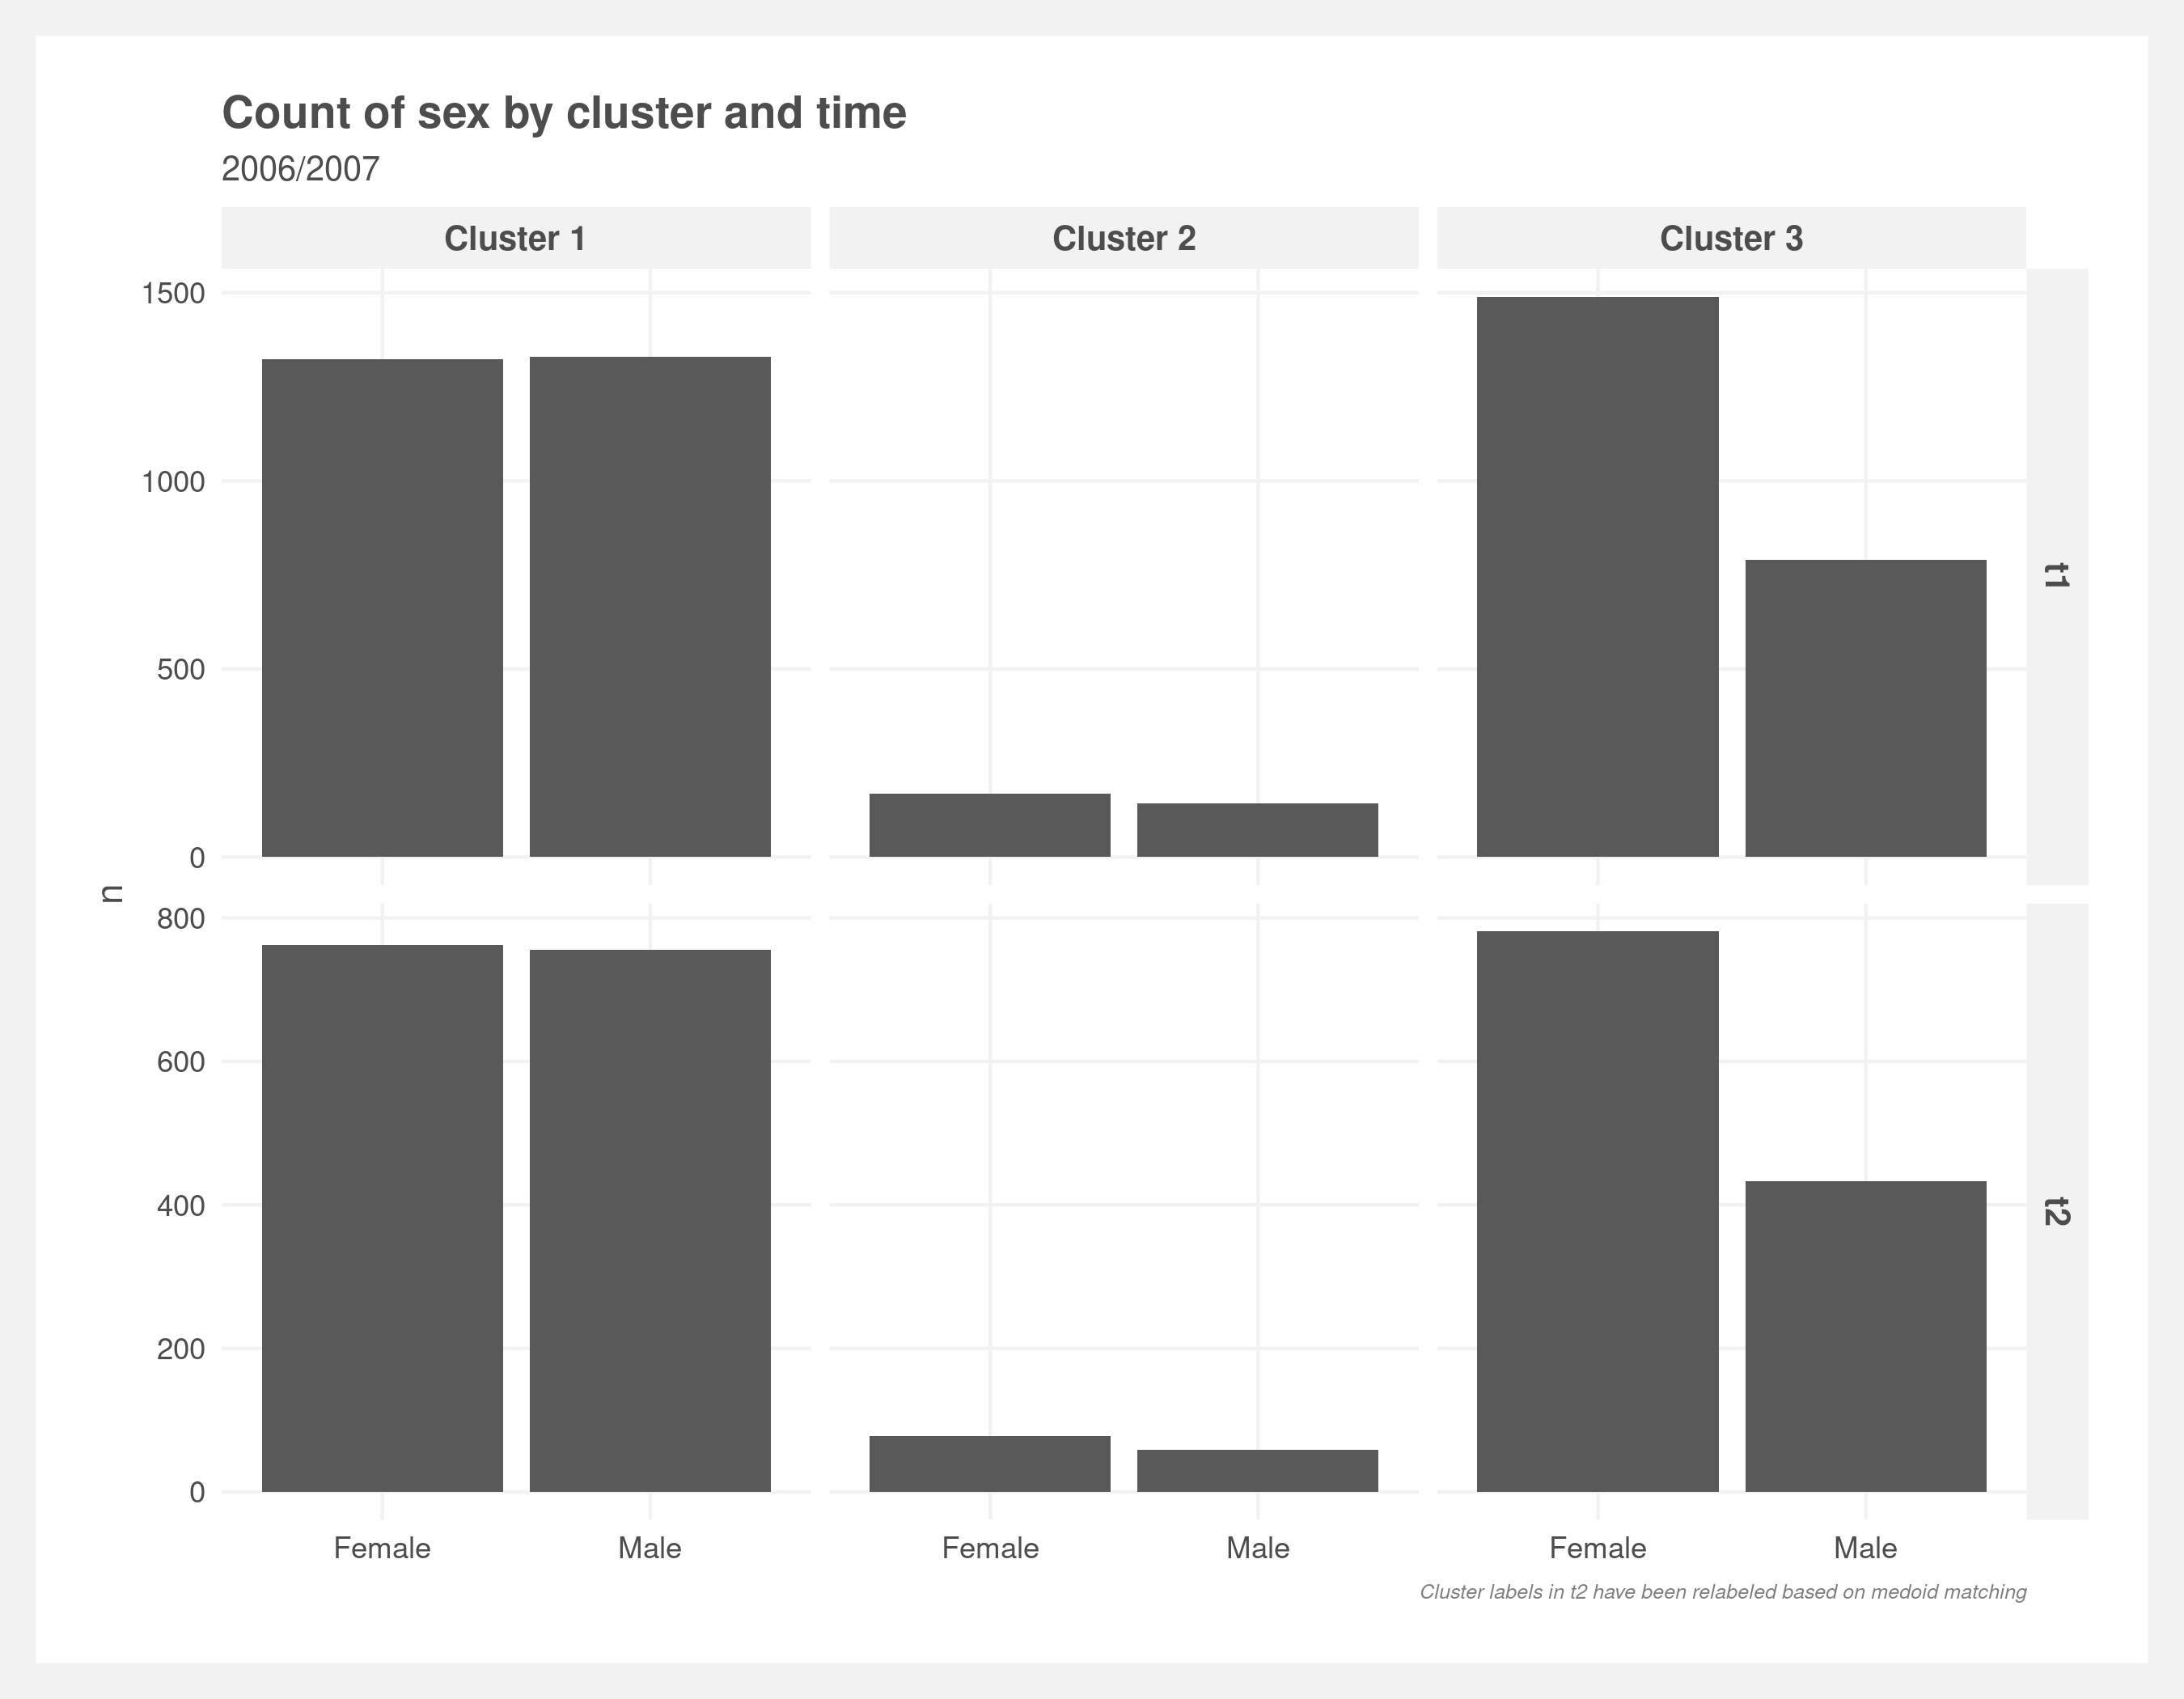 Count of sex by cluster and time
2006/2007
Cluster 1 Cluster 2 Cluster 3
1500
1000
500
0
t1
n
800
600
400
200
0
t2
Female Male Female Male Female Male
Cluster labels in t2 have been relabeled based on medoid matching